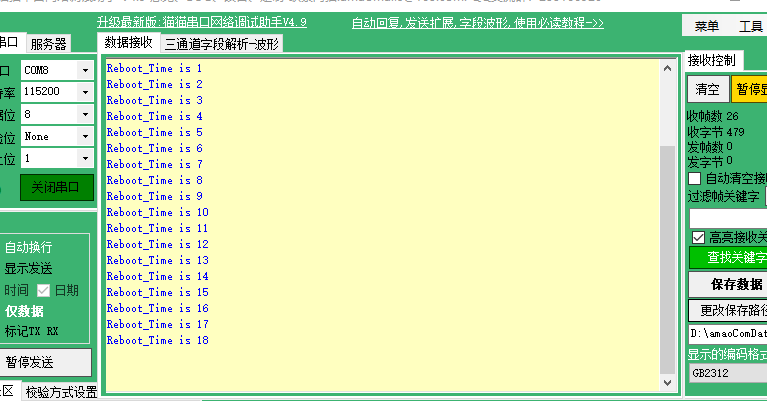 升级最新版:猫猫串口网络调试助手V4.9
自动回复,发送扩展,字段波形,使用必读教程->>
菜单 工具
串口 服务器
数据接收 三通道字段解析->波形
COM8
115200
8
None
1
关闭串口
自动换行
显示发送
时间 日期
仅数据
标记TX RX
暂停发送
校验方式设置
Reboot_Time is 1
Reboot_Time is 2
Reboot_Time is 3
Reboot_Time is 4
Reboot_Time is 5
Reboot_Time is 6
Reboot_Time is 7
Reboot_Time is 8
Reboot_Time is 9
Reboot_Time is 10
Reboot_Time is 11
Reboot_Time is 12
Reboot_Time is 13
Reboot_Time is 14
Reboot_Time is 15
Reboot_Time is 16
Reboot_Time is 17
Reboot_Time is 18
接收控制
清空 暂停显
收帧数 26
收字节 479
发帧数 0
发字节 0
自动清空接
过滤帧关键字
高亮接收关
查找关键字
保存数据
更改保存路径
D:\amaoComDat
显示的编码格式
GB2312